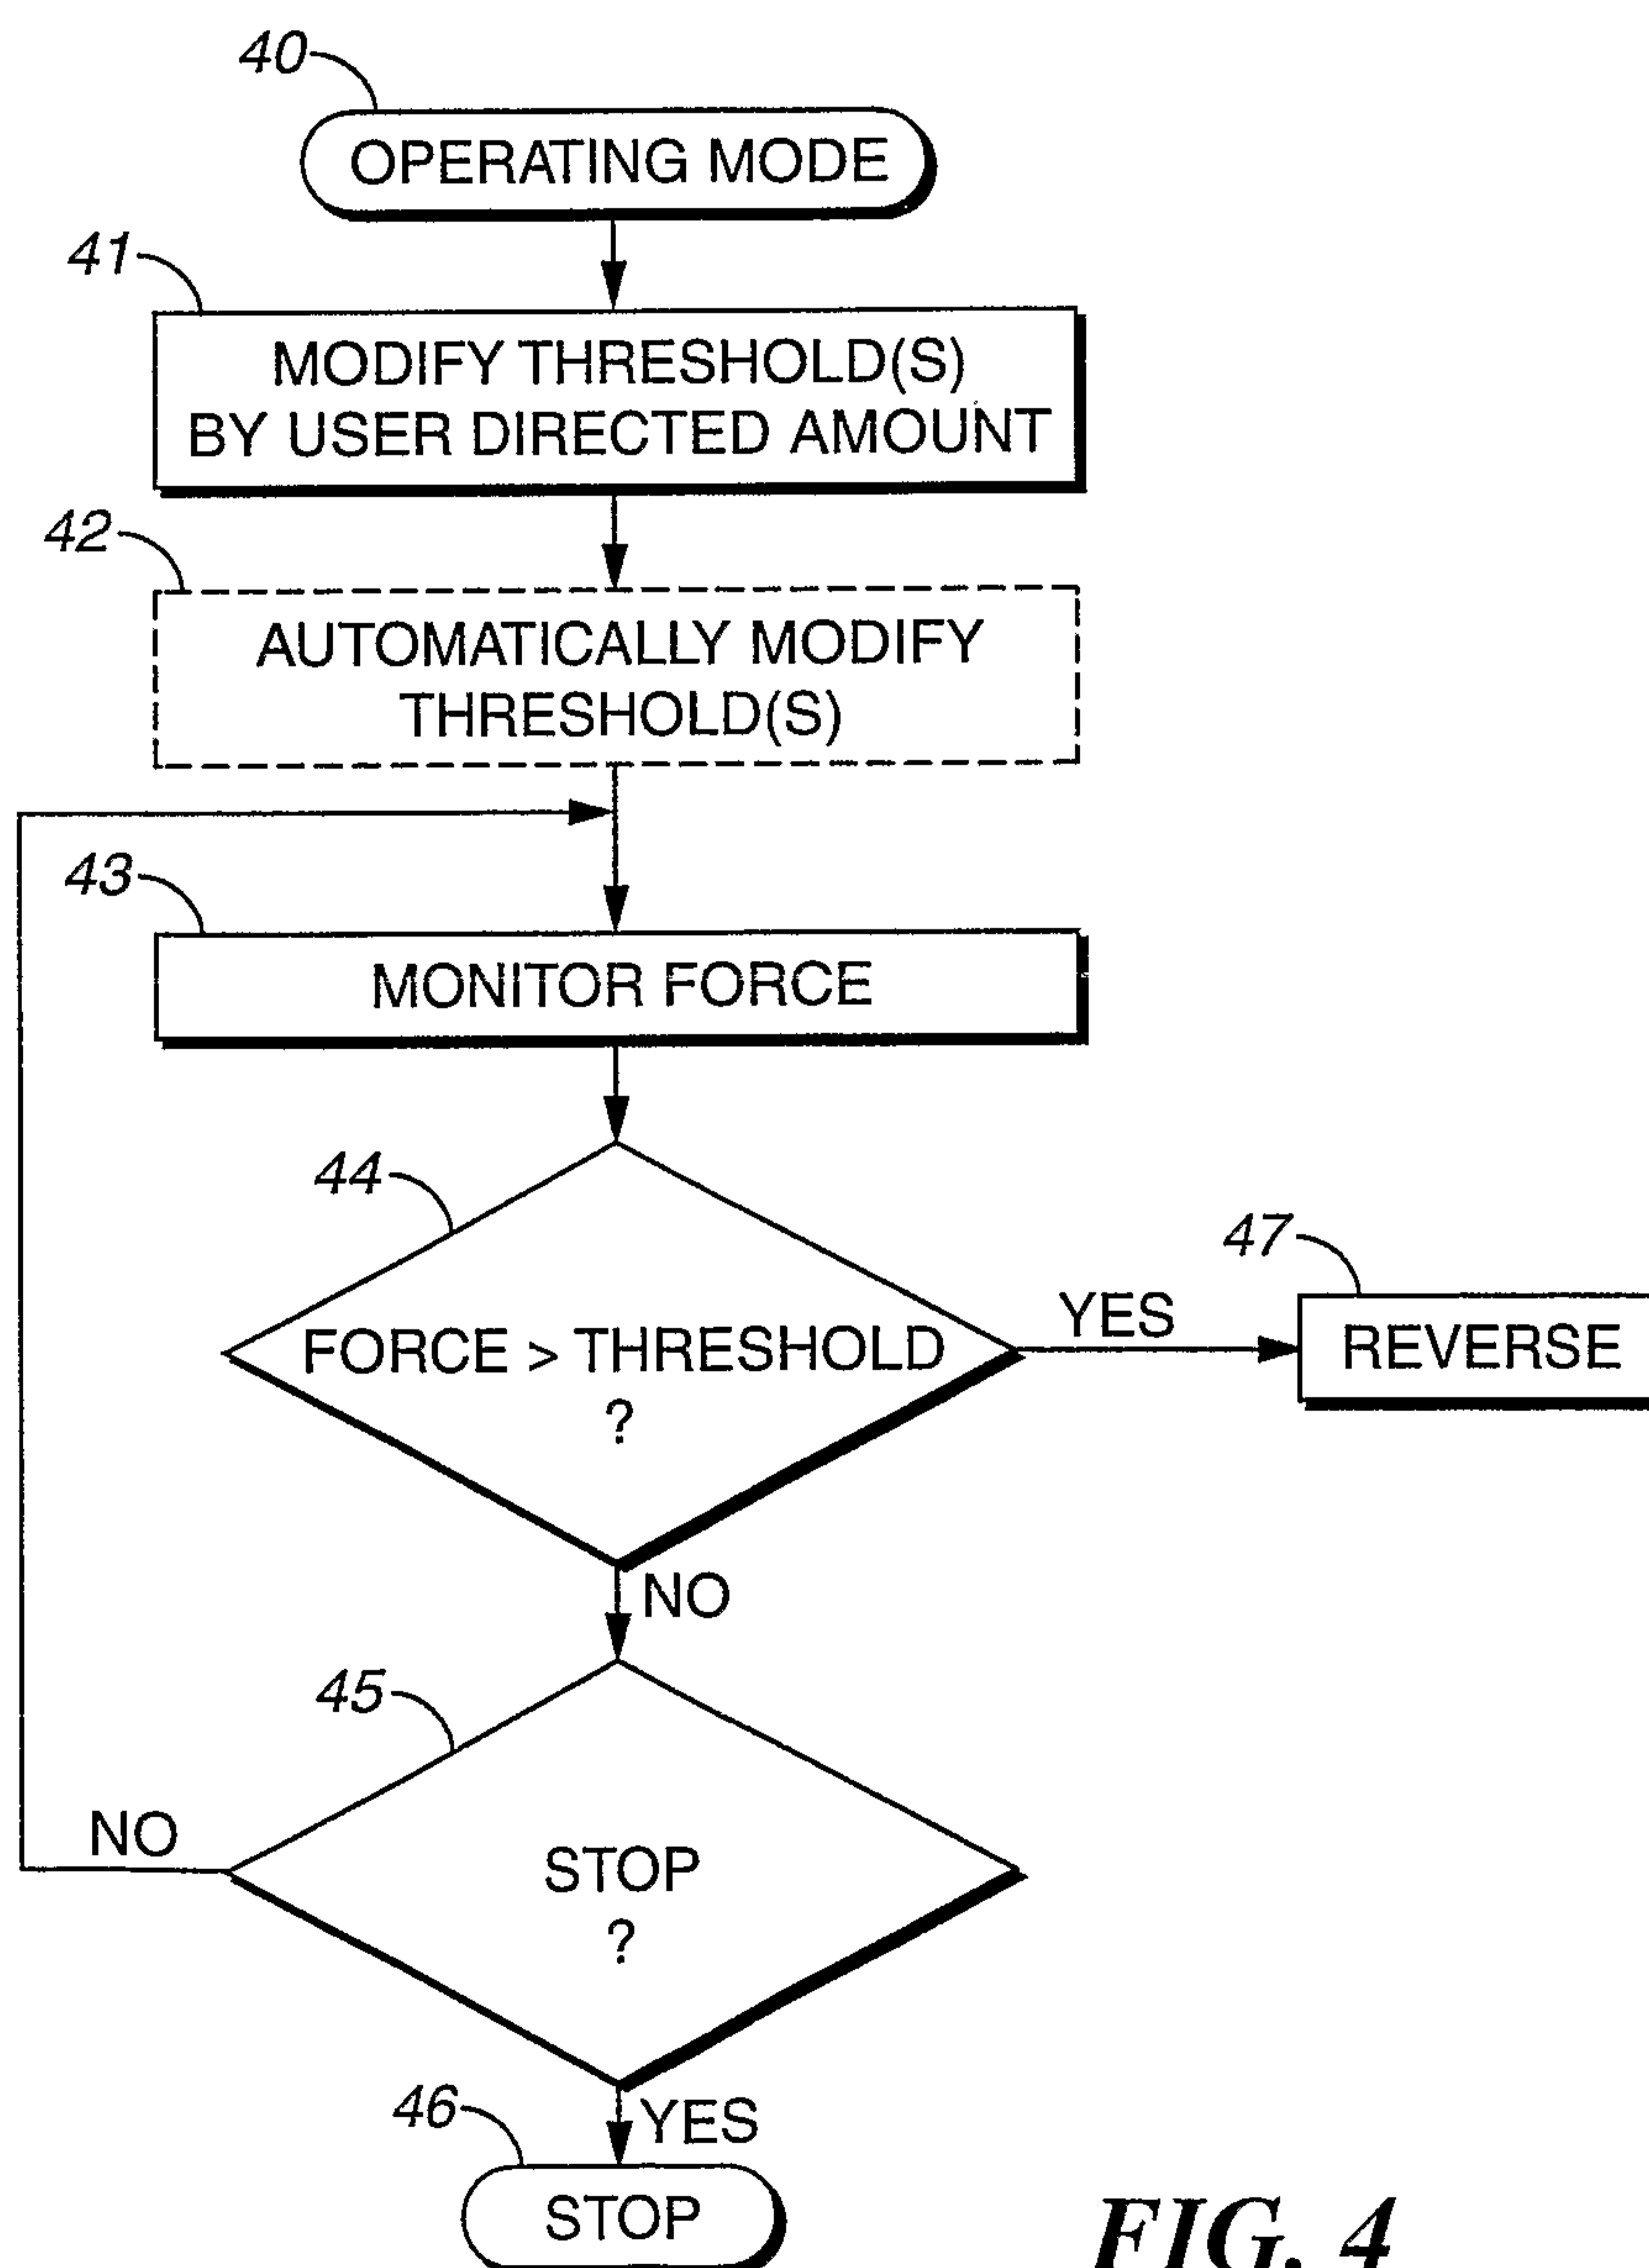 40
OPERATING MODE
41
MODIFY THRESHOLD(S)
BY USER DIRECTED AMOUNT
42
AUTOMATICALLY MODIFY
THRESHOLD(S)
43
MONITOR FORCE
44
FORCE > THRESHOLD
?
YES
47
REVERSE
NO
45
STOP
?
NO
YES
46
STOP
FIG. 4